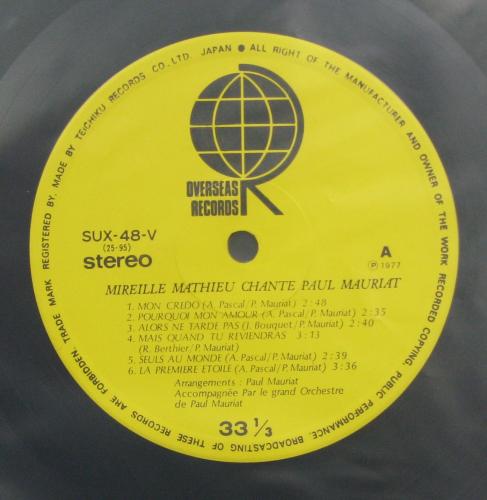 TRADE MARK REGISTERED BY. MADE BY TEICHIKU RECORDS CO., LTD. JAPAN ● ALL RIGHT OF THE MANUFACTURER AND OWNER OF THE WORK RECORDED COPYING, PUBLIC PERFORMANCE, BROADCASTING OF THESE RECORDS ARE FORBIDDEN.
OVERSEAS
RECORDS
SUX-48-V
(25-95)
stereo
A
Ⓟ1977
MIREILLE MATHIEU CHANTE PAUL MAURIAT
1. MON CREDO (A. Pascal/P. Mauriat) 2:48
2. POURQUOI MON AMOUR (A. Pascal/P. Mauriat) 2:35
3. ALORS NE TARDE PAS (J. Bouquet/P. Mauriat) 2:40
4. MAIS QUAND TU REVIENDRAS 3:13
(R. Berthier/P. Mauriat)
5. SEULS AU MONDE (A. Pascal/P. Mauriat) 2:39
6. LA PREMIERE ETOILE (A. Pascal/P. Mauriat) 3:36
Arrangements : Paul Mauriat
Accompagnée Par le grand Orchestre
de Paul Mauriat
33 1/3